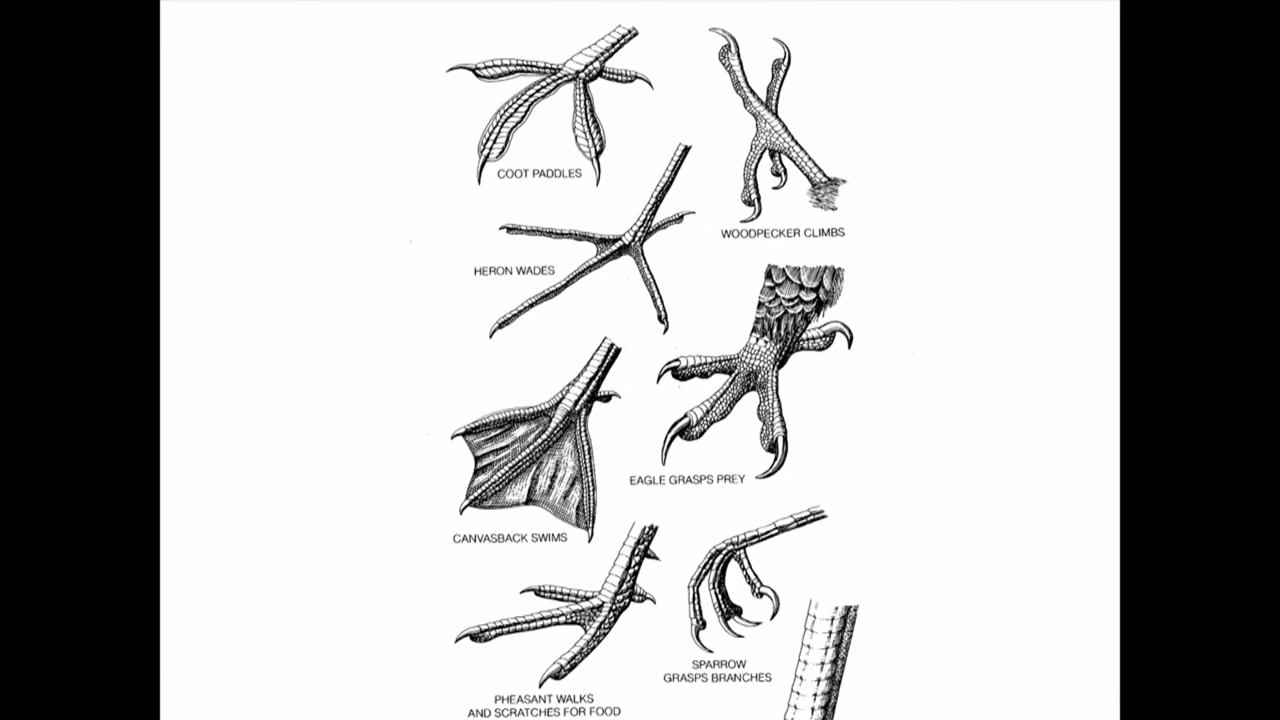 COOT PADDLES
WOODPECKER CLIMBS
HERON WADES
EAGLE GRASPS PREY
CANVASBACK SWIMS
SPARROW
GRASPS BRANCHES
PHEASANT WALKS
AND SCRATCHES FOR FOOD